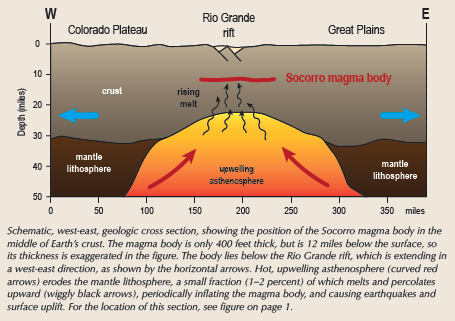 W
E
Colorado Plateau
Rio Grande
rift
Great Plains
0
10
20
30
40
50
Depth (miles)
crust
rising
melt
Socorro magma body
mantle
lithosphere
upwelling
asthenosphere
mantle
lithosphere
0 50 100 150 200 250 300 350 miles
Schematic, west-east, geologic cross section, showing the position of the Socorro magma body in the
middle of Earth's crust. The magma body is only 400 feet thick, but is 12 miles below the surface, so
its thickness is exaggerated in the figure. The body lies below the Rio Grande rift, which is extending in
a west-east direction, as shown by the horizontal arrows. Hot, upwelling asthenosphere (curved red
arrows) erodes the mantle lithosphere, a small fraction (1–2 percent) of which melts and percolates
upward (wiggly black arrows), periodically inflating the magma body, and causing earthquakes and
surface uplift. For the location of this section, see figure on page 1.